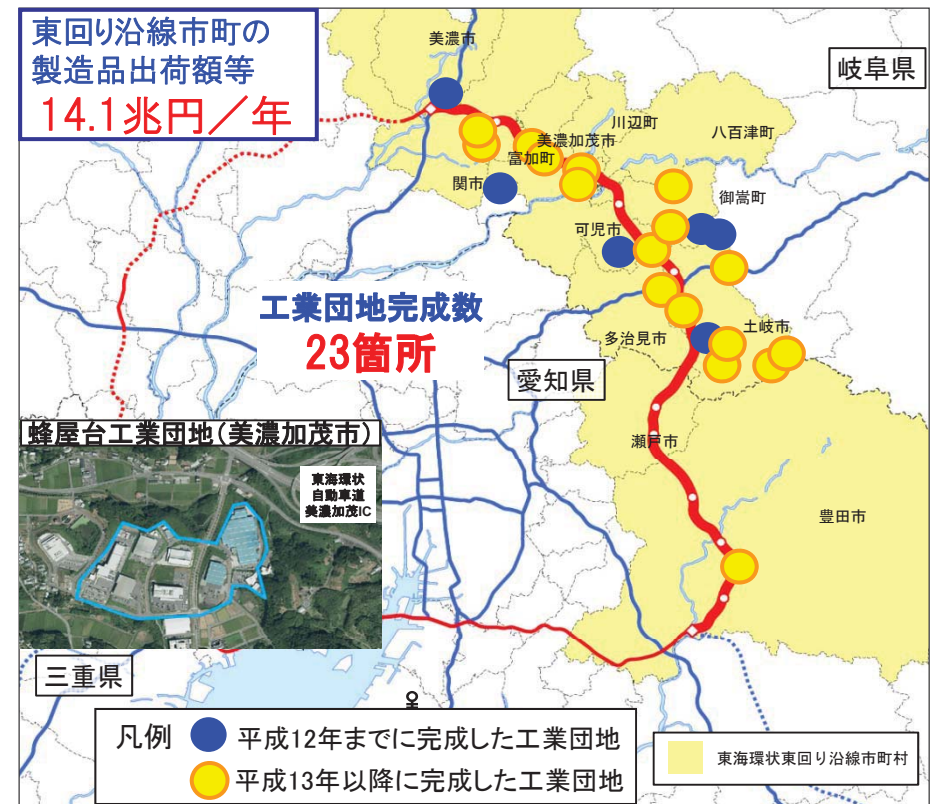 東回り沿線市町の
製造品出荷額等
14.1兆円／年
美濃市
岐阜県
川辺町
八百津町
美濃加茂市
富加町
関市
御嵩町
可児市
工業団地完成数
23箇所
多治見市
土岐市
愛知県
瀬戸市
豊田市
蜂屋台工業団地(美濃加茂市)
東海環状
自動車道
美濃加茂IC
三重県
凡例
平成12年までに完成した工業団地
平成13年以降に完成した工業団地
東海環状東回り沿線市町村